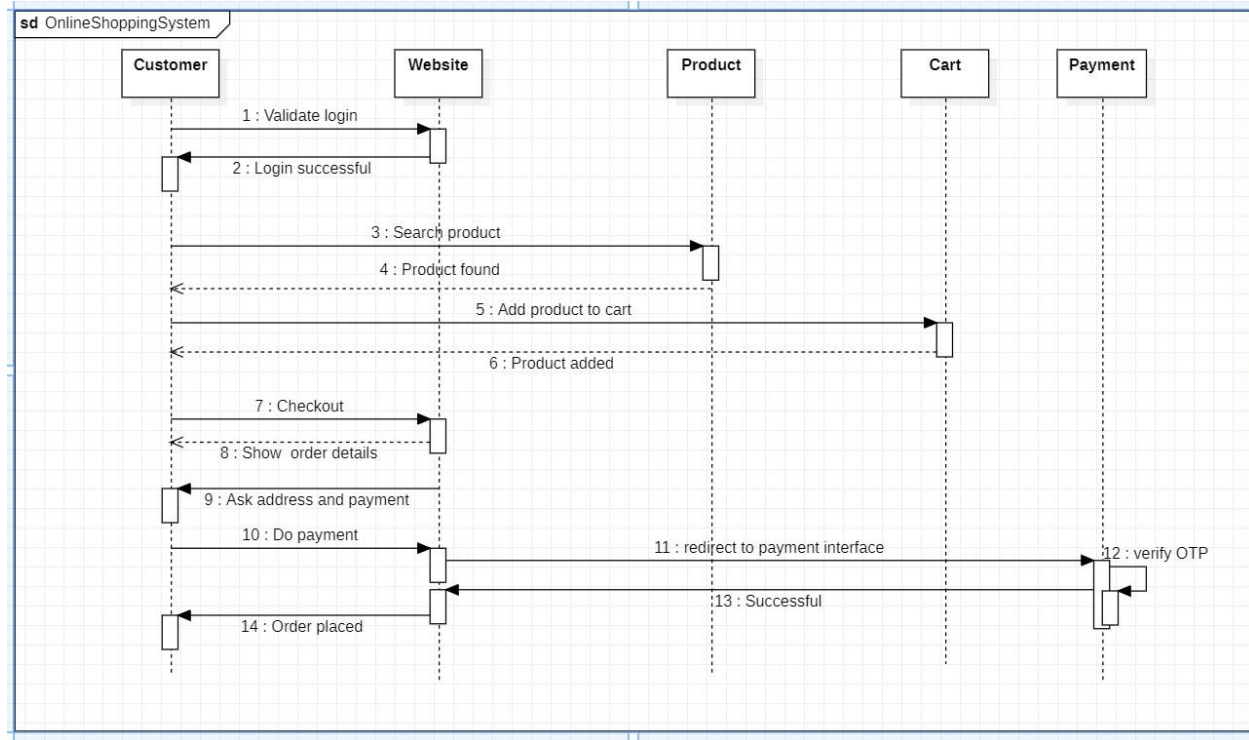 sd OnlineShoppingSystem
Customer
Website
Product
Cart
Payment
1 : Validate login
2 : Login successful
3 : Search product
4 : Product found
5 : Add product to cart
6 : Product added
7 : Checkout
8 : Show  order details
9 : Ask address and payment
10 : Do payment
11 : redirect to payment interface
12 : verify OTP
13 : Successful
14 : Order placed